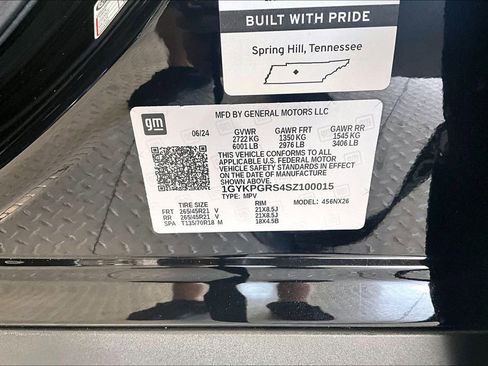 BUILT WITH PRIDE
Spring Hill, Tennessee
gm
MFD BY GENERAL MOTORS LLC
06/24 GVWR GAWR FRT GAWR RR
2722 KG 1350 KG 1545 KG
6001 LB 2976 LB 3406 LB
THIS VEHICLE CONFORMS TO ALL
APPLICABLE U.S. FEDERAL MOTOR
VEHICLE SAFETY STANDARDS IN EFFECT
ON THE DATE OF MANUFACTURE SHOWN ABOVE.
1GYKPGRS4SZ100015
TYPE: MPV MODEL: 456NX26
TIRE SIZE RIM
FRT 265/45R21 V 21X8.5J
RR 265/45R21 V 21X8.5J
SPA T135/70R18 M 18X4.5B